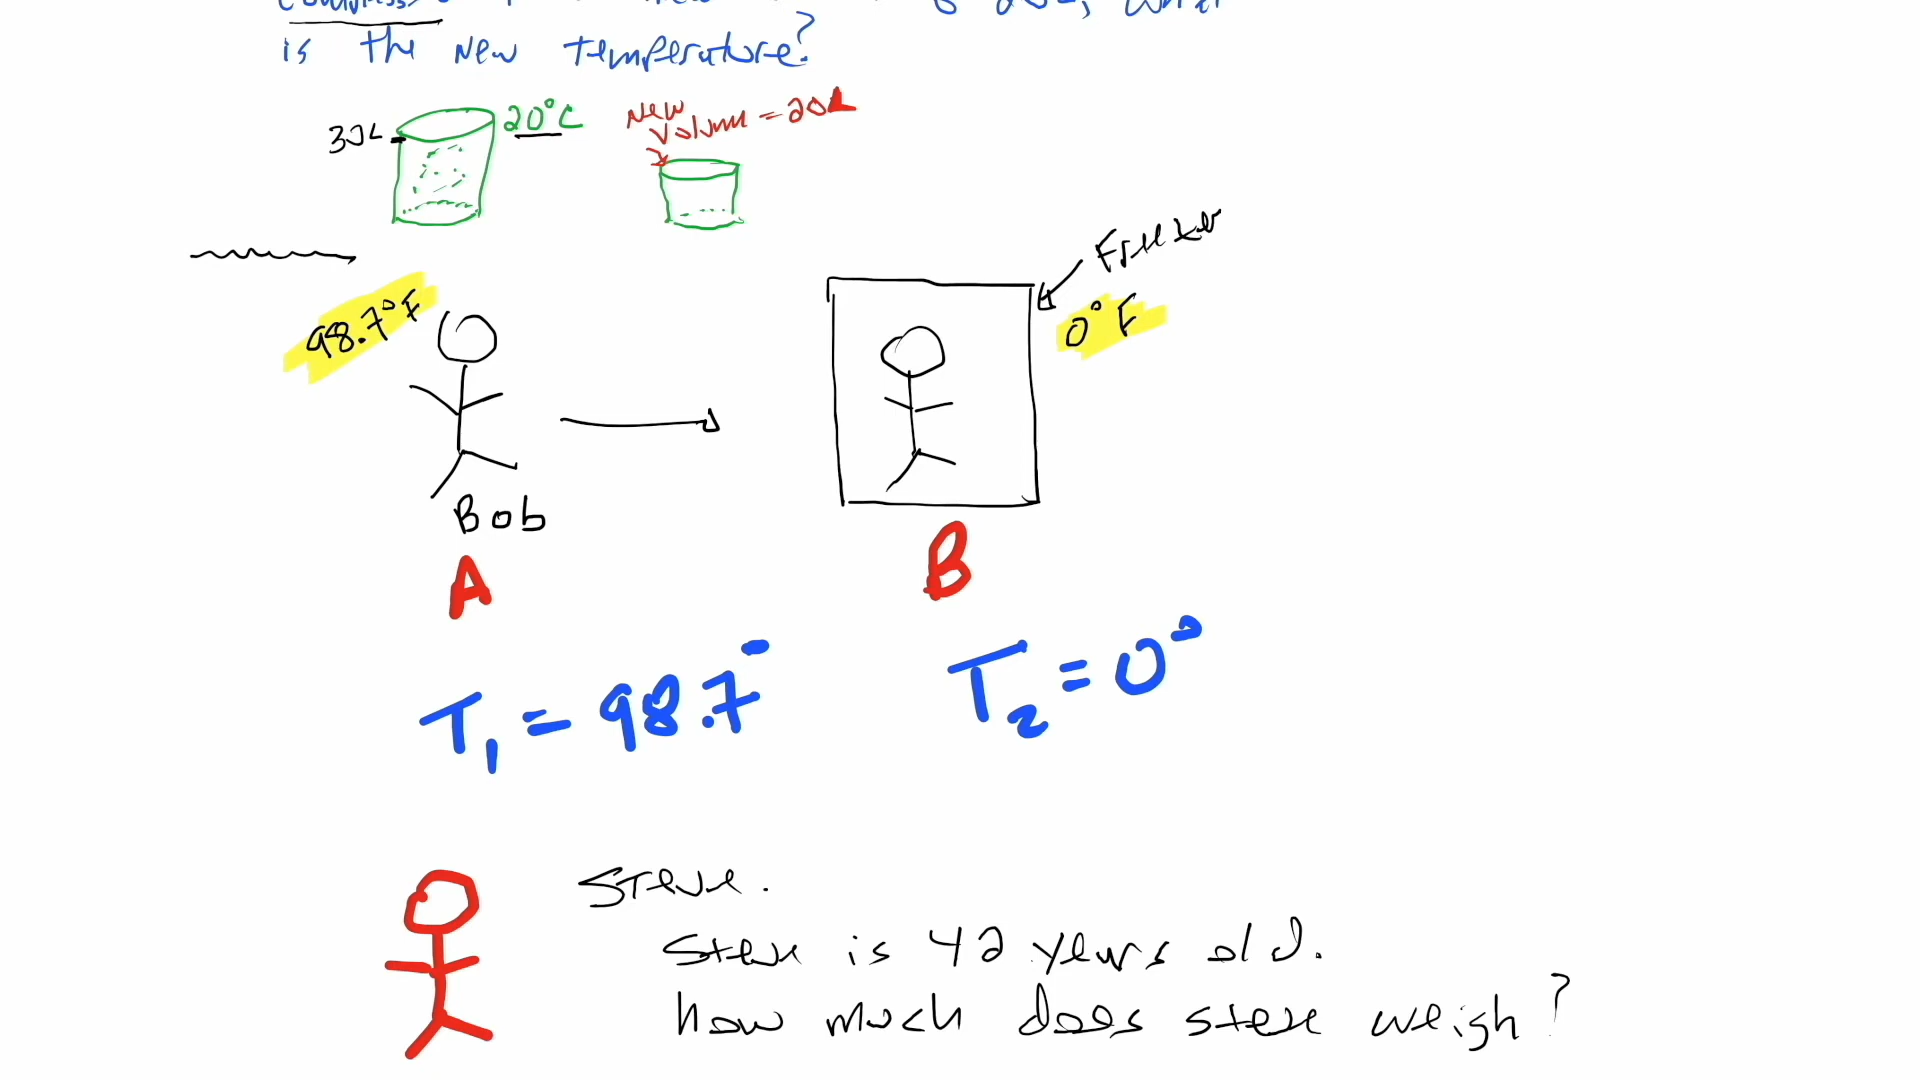 is the new temperature?
30L
20°C
New
Volume = 20L
Freezer
98.7°F
0°F
Bob
A
B
T₁ = 98.7°
T₂ = 0°
Steve.
Steve is 42 years old.
how much does steve weigh?